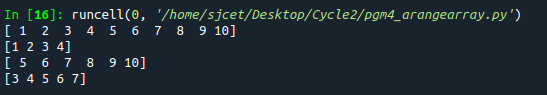 In [16]: runcell(0, '/home/sjcet/Desktop/Cycle2/pgm4_arangearray.py')
[ 1  2  3  4  5  6  7  8  9 10]
[1 2 3 4]
[ 5  6  7  8  9 10]
[3 4 5 6 7]